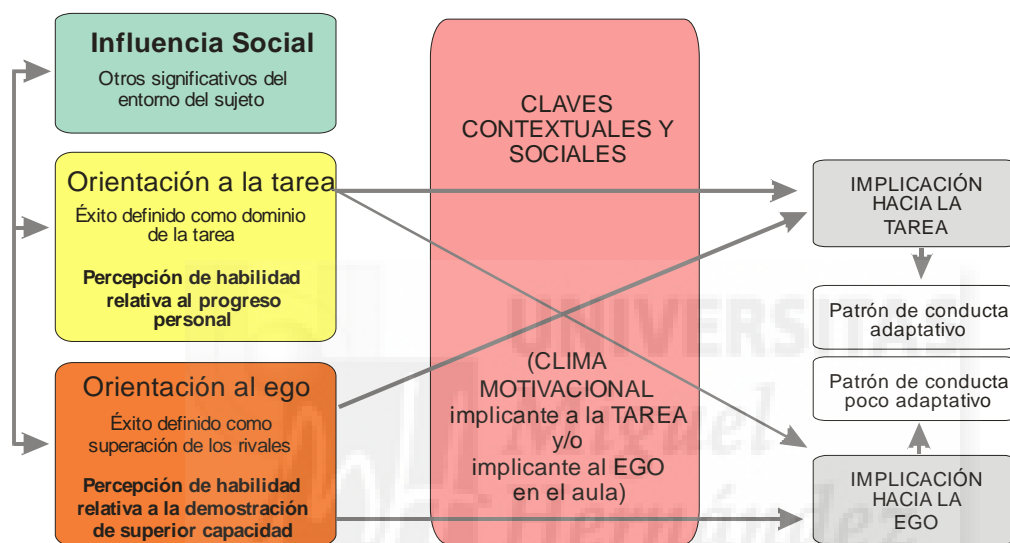 Influencia Social
Otros significativos del
entorno del sujeto
Orientación a la tarea
Éxito definido como dominio
de la tarea
Percepción de habilidad
relativa al progreso
personal
Orientación al ego
Éxito definido como
superación de los rivales
Percepción de habilidad
relativa a la demostración
de superior capacidad
CLAVES
CONTEXTUALES Y
SOCIALES
(CLIMA
MOTIVACIONAL
implicante a la TAREA
y/o
implicante al EGO
en el aula)
IMPLICACIÓN
HACIA LA
TAREA
Patrón de conducta
adaptativo
Patrón de conducta
poco adaptativo
IMPLICACIÓN
HACIA LA
EGO
UNIVERSITAS
Miguel
Hernández